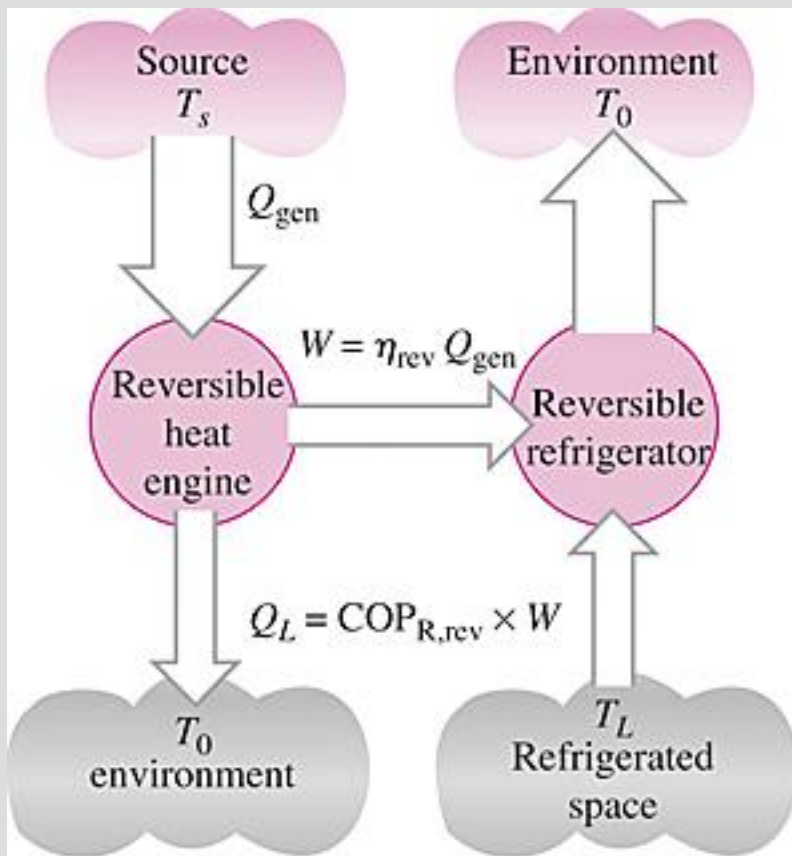 Source
T_s
Environment
T_0
Q_gen
W = η_rev Q_gen
Reversible
heat
engine
Reversible
refrigerator
Q_L = COP_R,rev × W
T_0
environment
T_L
Refrigerated
space